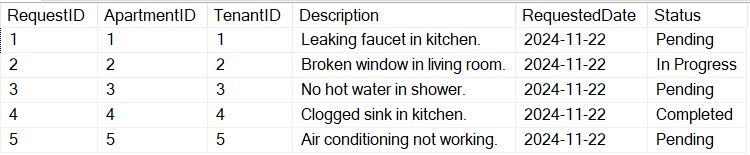 RequestID ApartmentID TenantID Description RequestedDate Status
1 1 1 Leaking faucet in kitchen. 2024-11-22 Pending
2 2 2 Broken window in living room. 2024-11-22 In Progress
3 3 3 No hot water in shower. 2024-11-22 Pending
4 4 4 Clogged sink in kitchen. 2024-11-22 Completed
5 5 5 Air conditioning not working. 2024-11-22 Pending